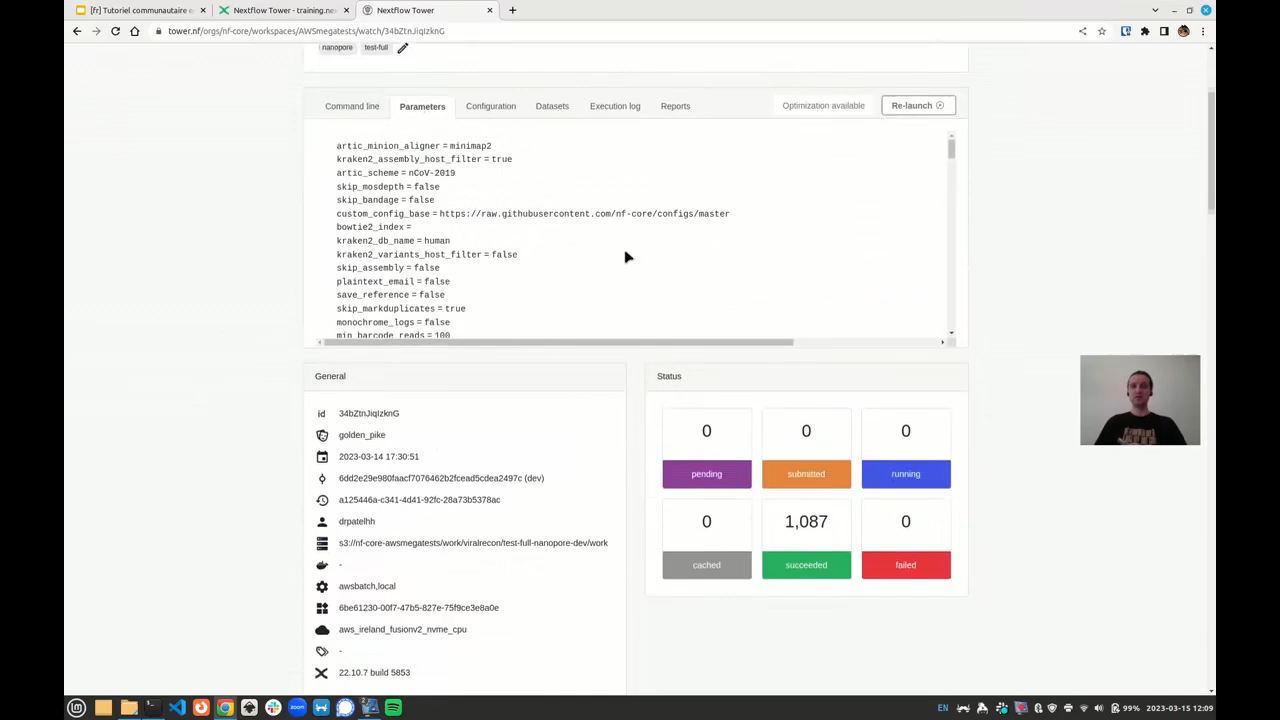 [fr] Tutoriel communautaire e
Nextflow Tower - training.ne
Nextflow Tower
tower.nf/orgs/nf-core/workspaces/AWSmegatests/watch/34bZtnJiqIzknG
nanopore
test-full
Command line
Parameters
Configuration
Datasets
Execution log
Reports
Optimization available
Re-launch
artic_minion_aligner = minimap2
kraken2_assembly_host_filter = true
artic_scheme = nCoV-2019
skip_mosdepth = false
skip_bandage = false
custom_config_base = https://raw.githubusercontent.com/nf-core/configs/master
bowtie2_index =
kraken2_db_name = human
kraken2_variants_host_filter = false
skip_assembly = false
plaintext_email = false
save_reference = false
skip_markduplicates = true
monochrome_logs = false
min_barcode_reads = 100
General
id 34bZtnJiqIzknG
golden_pike
2023-03-14 17:30:51
6dd2e29e980faacf7076462b2fcead5cdea2497c (dev)
a125446a-c341-4d41-92fc-28a73b5378ac
drpatelhh
s3://nf-core-awsmegatests/work/viralrecon/test-full-nanopore-dev/work
-
awsbatch,local
6be61230-00f7-47b5-827e-75f9ce3e8a0e
aws_ireland_fusionv2_nvme_cpu
-
22.10.7 build 5853
Status
0
0
0
pending
submitted
running
0
1,087
0
cached
succeeded
failed
zoom
EN
99%
2023-03-15 12:09